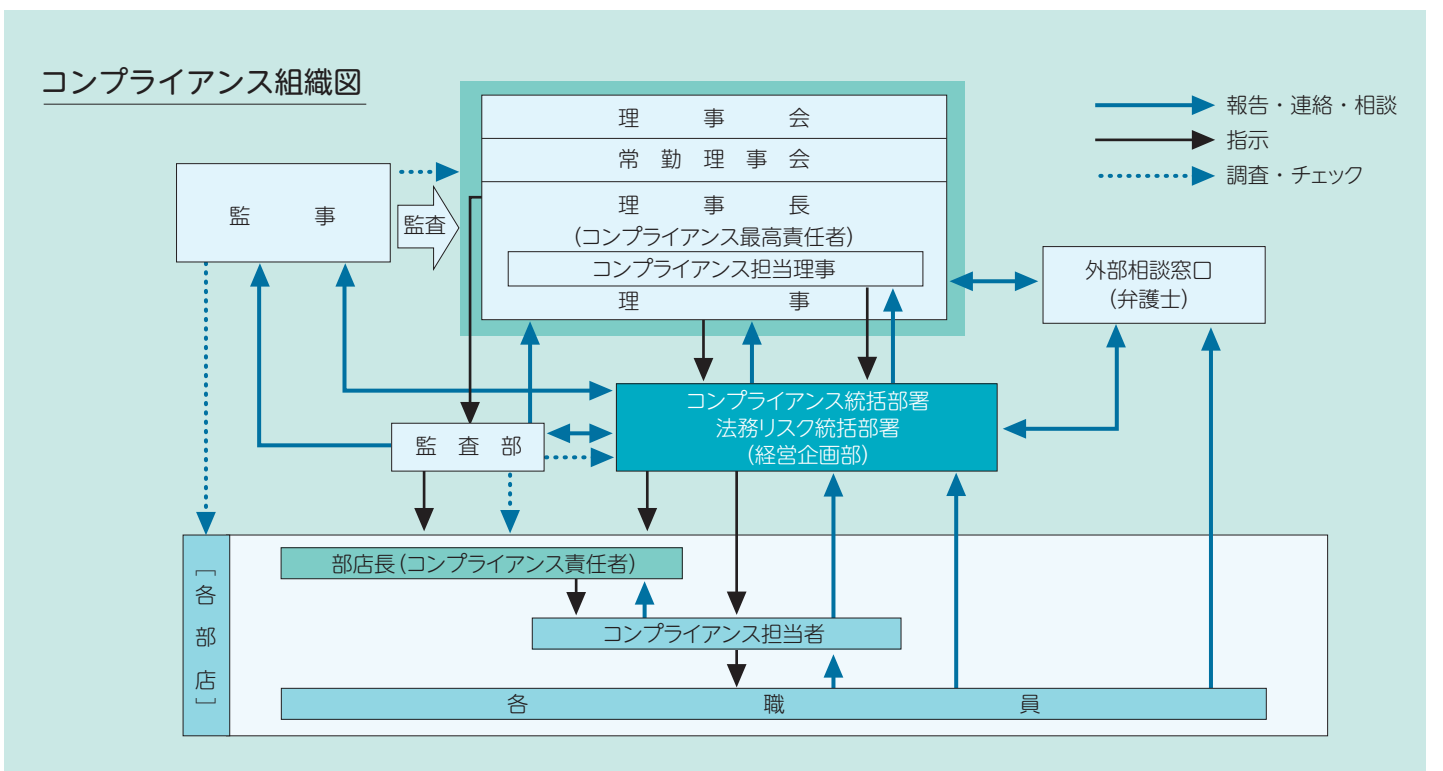 コンプライアンス組織図
報告・連絡・相談
指示
調査・チェック
理事会
常勤理事会
理事長
(コンプライアンス最高責任者)
コンプライアンス担当理事
理事
監事
監査
外部相談窓口
(弁護士)
コンプライアンス統括部署
法務リスク統括部署
(経営企画部)
監査部
[各部店]
部店長(コンプライアンス責任者)
コンプライアンス担当者
各職員